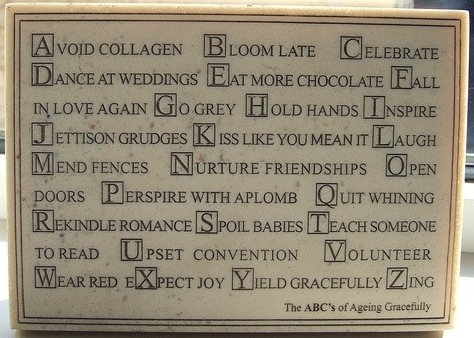 AVOID COLLAGEN BLOOM LATE CELEBRATE
DANCE AT WEDDINGS EAT MORE CHOCOLATE FALL
IN LOVE AGAIN GO GREY HOLD HANDS INSPIRE
JETTISON GRUDGES KISS LIKE YOU MEAN IT LAUGH
MEND FENCES NURTURE FRIENDSHIPS OPEN
DOORS PERSPIRE WITH APLOMB QUIT WHINING
REKINDLE ROMANCE SPOIL BABIES TEACH SOMEONE
TO READ UPSET CONVENTION VOLUNTEER
WEAR RED EXPECT JOY YIELD GRACEFULLY ZING
The ABC's of Ageing Gracefully